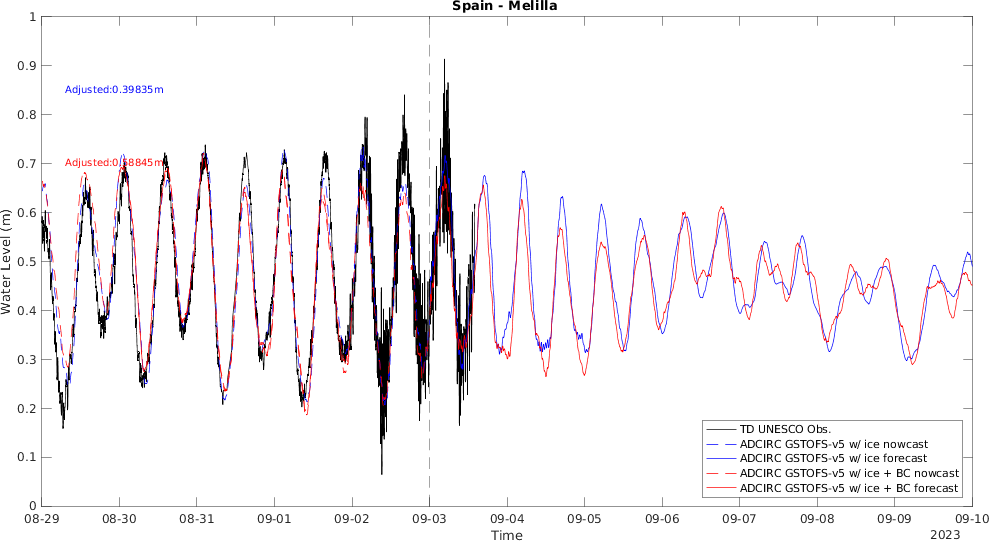 Spain - Melilla
Water Level (m)
1
0.9
0.8
0.7
0.6
0.5
0.4
0.3
0.2
0.1
0
Adjusted:0.39835m
Adjusted:0.38845m
TD UNESCO Obs.
ADCIRC GSTOFS-v5 w/ ice nowcast
ADCIRC GSTOFS-v5 w/ ice forecast
ADCIRC GSTOFS-v5 w/ ice + BC nowcast
ADCIRC GSTOFS-v5 w/ ice + BC forecast
08-29 08-30 08-31 09-01 09-02 09-03 09-04 09-05 09-06 09-07 09-08 09-09 09-10
Time
2023